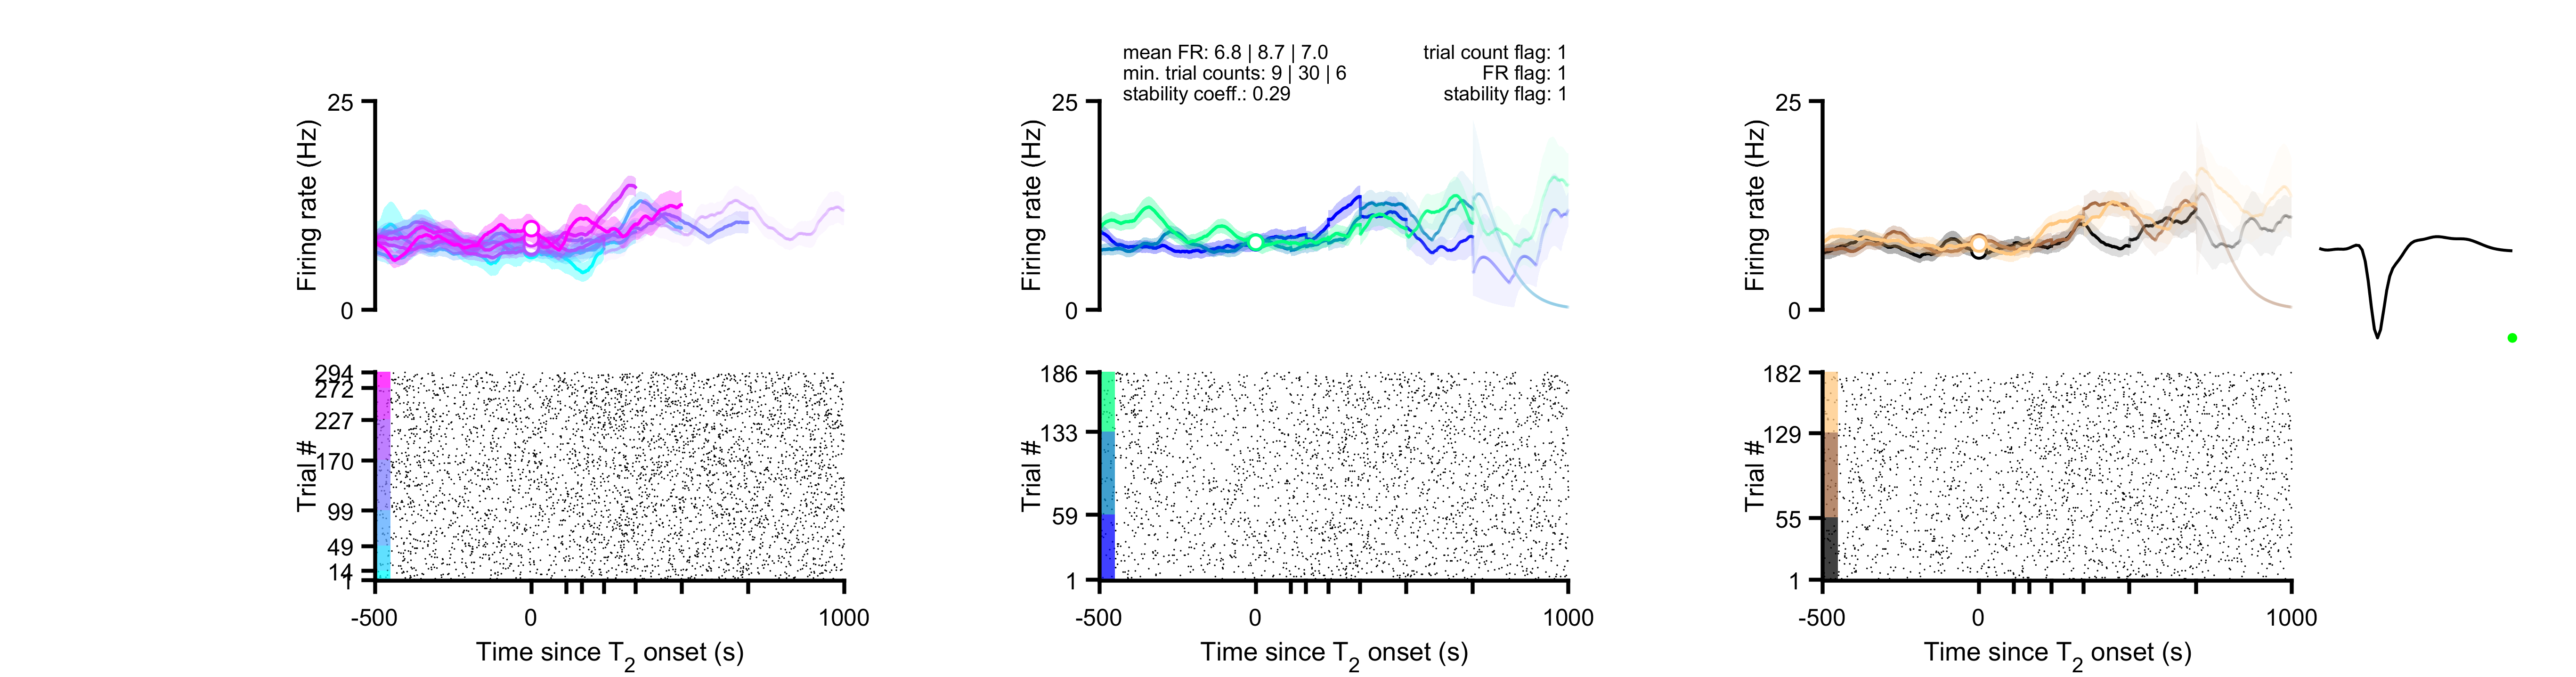 mean FR: 6.8 | 8.7 | 7.0
min. trial counts: 9 | 30 | 6
stability coeff.: 0.29
trial count flag: 1
FR flag: 1
stability flag: 1
25
Firing rate (Hz)
0
25
Firing rate (Hz)
0
25
Firing rate (Hz)
0
294
272
227
170
99
49
14
Trial #
-500
0
1000
Time since T2 onset (s)
186
133
59
1
Trial #
-500
0
1000
Time since T2 onset (s)
182
129
55
1
Trial #
-500
0
1000
Time since T2 onset (s)